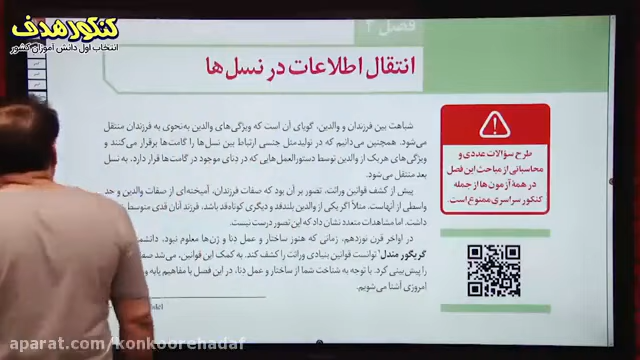 کنکور هدف
انتخاب اول دانش آموزان کشور
فصل ۳
انتقال اطلاعات در نسل‌ها
شباهت بین فرزندان و والدین، گویای آن است که ویژگی‌های والدین به‌نحوی به فرزندان منتقل
می‌شود. همچنین می‌دانیم که در تولیدمثل جنسی ارتباط بین نسل‌ها را گامت‌ها برقرار می‌کنند و
ویژگی‌های هریک از والدین توسط دستورالعمل‌هایی که در دنای موجود در گامت‌ها قرار دارد، به نسل
بعد منتقل می‌شود.
پیش از کشف قوانین وراثت، تصور بر آن بود که صفات فرزندان، آمیخته‌ای از صفات والدین و حد
واسطی از آنهاست. مثلاً اگر یکی از والدین بلندقد و دیگری کوتاه‌قد باشد، فرزند آنان قدی متوسط
داشت. اما مشاهدات متعدد نشان داد که این تصور درست نیست.
در اواخر قرن نوزدهم، زمانی که هنوز ساختار و عمل دنا و ژن‌ها معلوم نبود،
گریگور مندل۱ توانست قوانین بنیادی وراثت را کشف کند. به کمک این قوانین، می‌شد
را پیش‌بینی کرد. با توجه به شناخت شما از ساختار و عمل دنا، در این فصل با مفاهیم پایه و
امروزی آشنا می‌شویم.
طرح سؤالات عددی و
محاسباتی از مباحث این فصل
در همهٔ آزمون‌ها از جمله
کنکور سراسری ممنوع است.
aparat.com/konkoorehadaf